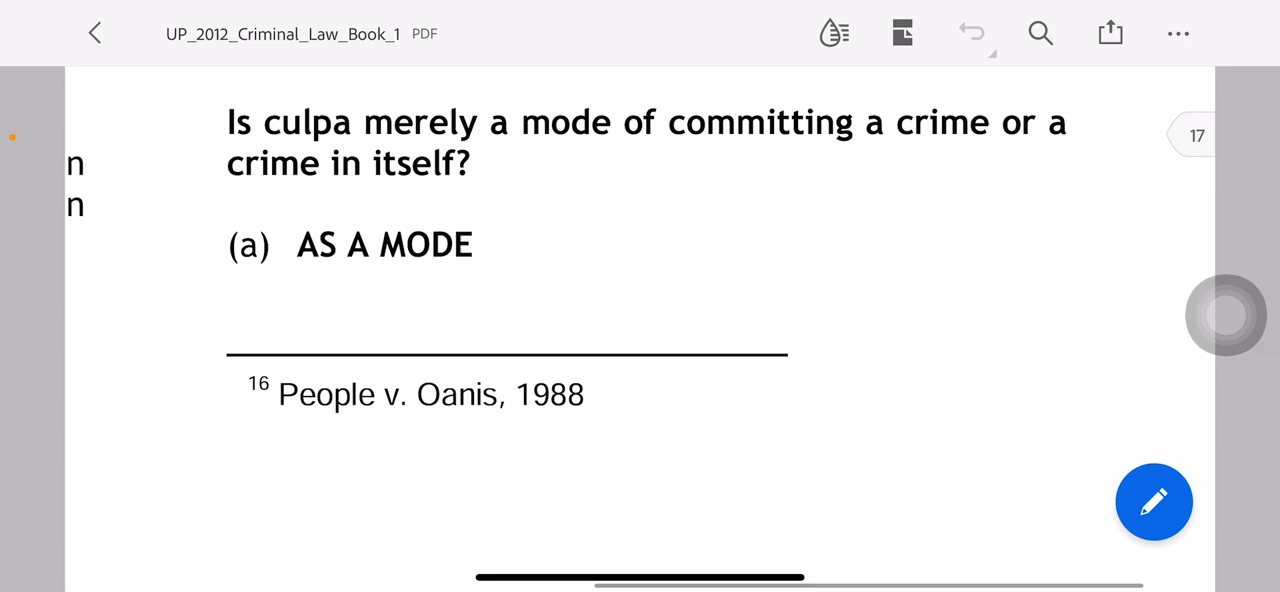 UP_2012_Criminal_Law_Book_1 PDF
Is culpa merely a mode of committing a crime or a
crime in itself?
17
n
n
(a) AS A MODE
16 People v. Oanis, 1988